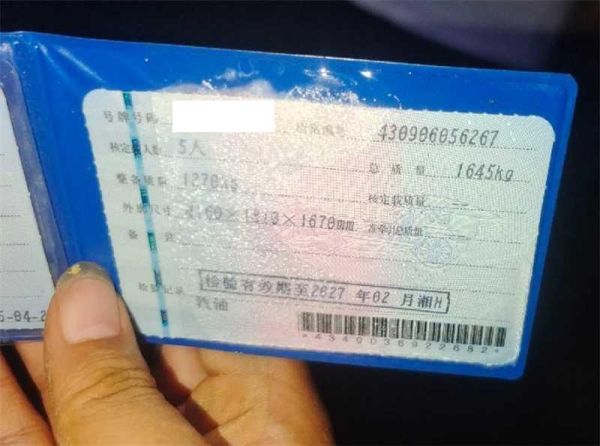 号牌号码 档案编号 430906056267
核定载人数 5人 总质量 1645kg
整备质量 1270kg 核定载质量 --
外廓尺寸 ×1813×1670mm 准牵引总质量 --
备注
检验记录 检验有效期至2027年02月湘H
汽油
*4340036922682*